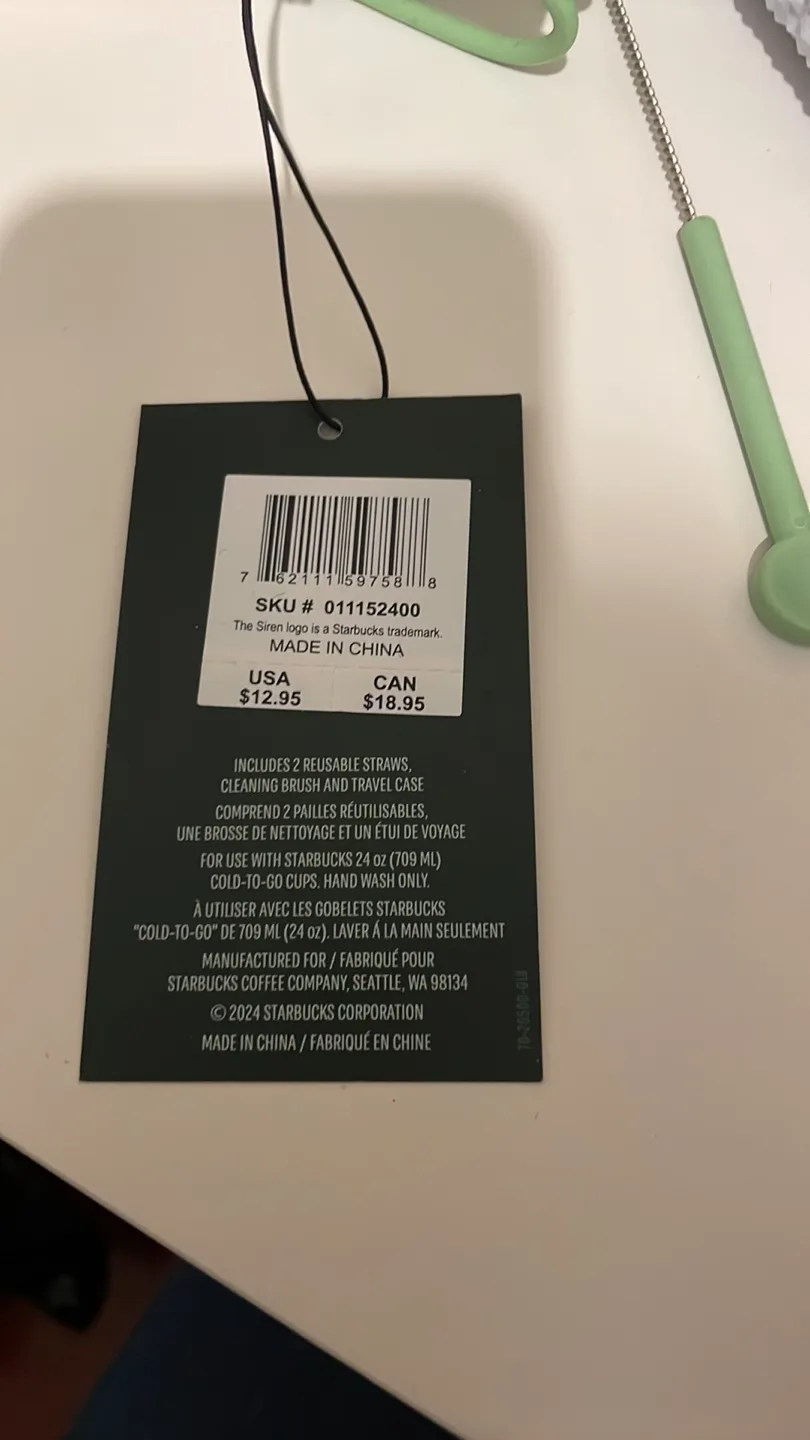 7 62111 59758 8
SKU # 011152400
The Siren logo is a Starbucks trademark.
MADE IN CHINA
USA CAN
$12.95 $18.95
INCLUDES 2 REUSABLE STRAWS,
CLEANING BRUSH AND TRAVEL CASE
COMPREND 2 PAILLES RÉUTILISABLES,
UNE BROSSE DE NETTOYAGE ET UN ÉTUI DE VOYAGE
FOR USE WITH STARBUCKS 24 oz (709 ML)
COLD-TO-GO CUPS. HAND WASH ONLY.
À UTILISER AVEC LES GOBELETS STARBUCKS
"COLD-TO-GO" DE 709 ML (24 oz). LAVER Á LA MAIN SEULEMENT
MANUFACTURED FOR / FABRIQUÉ POUR
STARBUCKS COFFEE COMPANY, SEATTLE, WA 98134
© 2024 STARBUCKS CORPORATION
MADE IN CHINA / FABRIQUÉ EN CHINE